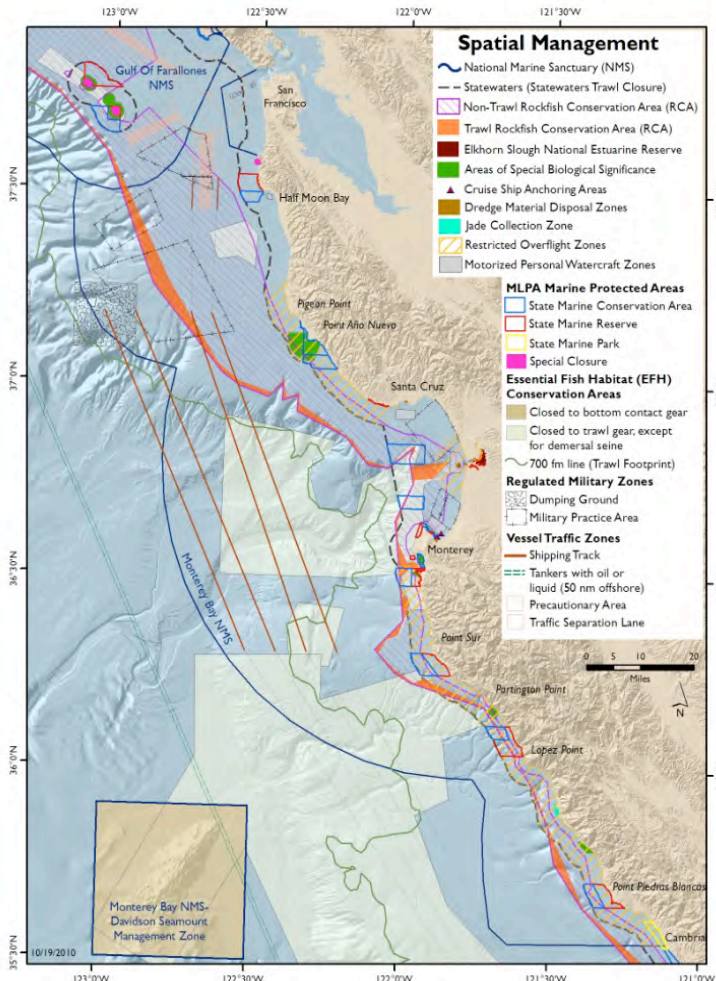 123°0'W
122°30'W
122°0'W
121°30'W
Spatial Management
National Marine Sanctuary (NMS)
Statewaters (Statewaters Trawl Closure)
Non-Trawl Rockfish Conservation Area (RCA)
Trawl Rockfish Conservation Area (RCA)
Elkhorn Slough National Estuarine Reserve
Areas of Special Biological Significance
Cruise Ship Anchoring Areas
Dredge Material Disposal Zones
Jade Collection Zone
Restricted Overflight Zones
Motorized Personal Watercraft Zones
MLPA Marine Protected Areas
State Marine Conservation Area
State Marine Reserve
State Marine Park
Special Closure
Essential Fish Habitat (EFH)
Conservation Areas
Closed to bottom contact gear
Closed to trawl gear, except
for demersal seine
700 fm line (Trawl Footprint)
Regulated Military Zones
Dumping Ground
Military Practice Area
Vessel Traffic Zones
Shipping Track
Tankers with oil or
liquid (50 nm offshore)
Precautionary Area
Traffic Separation Lane
0 5 10 20
Miles
N
Gulf Of Farallones
NMS
San
Francisco
37°30'N
Half Moon Bay
Pigeon Point
Point Año Nuevo
37°0'N
Santa Cruz
Monterey
36°30'N
Monterey Bay NMS
Point Sur
Partington Point
Lopez Point
36°0'N
Point Piedras Blancas
Cambria
Monterey Bay NMS-
Davidson Seamount
Management Zone
10/19/2010
35°30'N
123°0'W
122°30'W
122°0'W
121°30'W
121°0'W